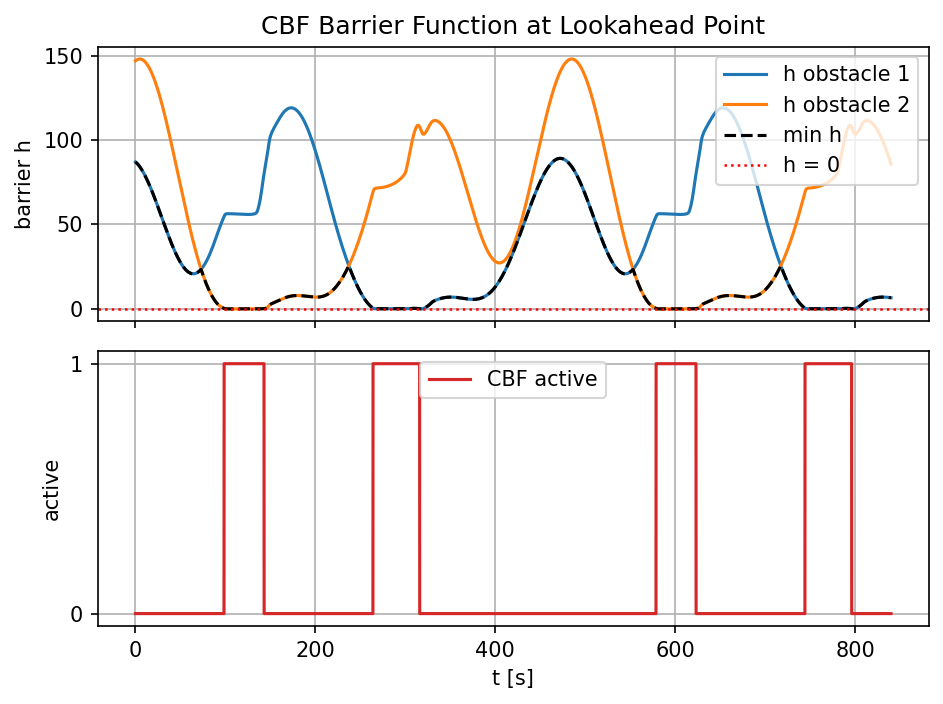 CBF Barrier Function at Lookahead Point
150
100
50
0
barrier h
h obstacle 1
h obstacle 2
min h
h = 0
1
0
active
CBF active
0
200
400
600
800
t [s]